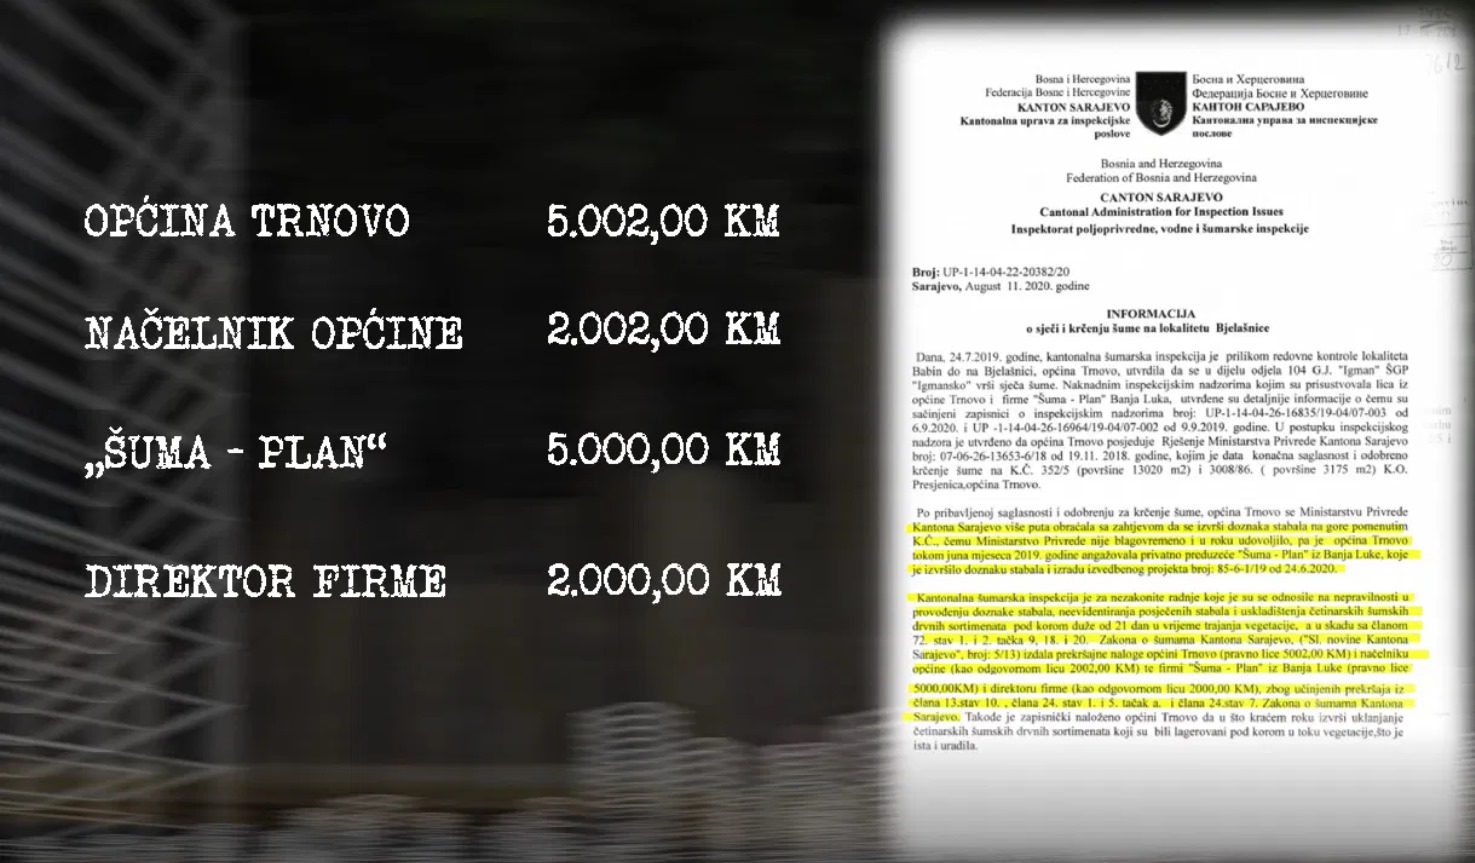 OPĆINA TRNOVO 5.002,00 KM
NAČELNIK OPĆINE 2.002,00 KM
„ŠUMA - PLAN“ 5.000,00 KM
DIREKTOR FIRME 2.000,00 KM
Bosna i Hercegovina
Federacija Bosne i Hercegovine
KANTON SARAJEVO
Kantonalna uprava za inspekcijske
poslove
Босна и Херцеговина
Федерација Босне и Херцеговине
КАНТОН САРАЈЕВО
Кантонална управа за инспекцијске
послове
Bosnia and Herzegovina
Federation of Bosnia and Herzegovina
CANTON SARAJEVO
Cantonal Administration for Inspection Issues
Inspektorat poljoprivredne, vodne i šumarske inspekcije
Broj: UP-1-14-04-22-20382/20
Sarajevo, August 11. 2020. godine
INFORMACIJA
o sječi i krčenju šume na lokalitetu Bjelašnice
Dana, 24.7.2019. godine, kantonalna šumarska inspekcija je prilikom redovne kontrole lokaliteta
Babin do na Bjelašnici, općina Trnovo, utvrdila da se u dijelu odjela 104 G.J. "Igman" ŠGP
"Igmansko" vrši sječa šume. Naknadnim inspekcijskim nadzorima kojim su prisustvovala lica iz
općine Trnovo i firme "Šuma - Plan" Banja Luka, utvrđene su detaljnije informacije o čemu su
sačinjeni zapisnici o inspekcijskim nadzorima broj: UP-1-14-04-26-16835/19-04/07-003 od
6.9.2020. i UP -1-14-04-26-16964/19-04/07-002 od 9.9.2019. godine. U postupku inspekcijskog
nadzora je utvrđeno da općina Trnovo posjeduje Rješenje Ministarstva Privrede Kantona Sarajevo
broj: 07-06-26-13653-6/18 od 19.11. 2018. godine, kojim je data konačna saglasnost i odobreno
krčenje šume na K.Č. 352/5 (površine 13020 m2) i 3008/86. ( površine 3175 m2) K.O.
Presjenica,općina Trnovo.
Po pribavljenoj saglasnosti i odobrenju za krčenje šume, općina Trnovo se Ministarstvu Privrede
Kantona Sarajevo više puta obraćala sa zahtjevom da se izvrši doznaka stabala na gore pomenutim
K.Č., čemu Ministarstvo Privrede nije blagovremeno i u roku udovoljilo, pa je općina Trnovo
tokom juna mjeseca 2019. godine angažovala privatno preduzeće "Šuma - Plan" iz Banja Luke, koje
je izvršilo doznaku stabala i izradu izvedbenog projekta broj: 85-6-1/19 od 24.6.2020.
Kantonalna šumarska inspekcija je za nezakonite radnje koje je su se odnosile na nepravilnosti u
provođenju doznake stabala, neevidentiranja posječenih stabala i uskladištenja četinarskih šumskih
drvnih sortimenata pod korom duže od 21 dan u vrijeme trajanja vegetacije, a u skadu sa članom
72. stav 1. i 2. tačka 9, 18. i 20. Zakona o šumama Kantona Sarajevo, ("Sl. novine Kantona
Sarajevo", broj: 5/13) izdala prekršajne naloge općini Trnovo (pravno lice 5002,00 KM) i načelniku
općine (kao odgovornom licu 2002,00 KM) te firmi "Šuma - Plan" iz Banja Luke (pravno lice
5000,00KM) i direktoru firme (kao odgovornom licu 2000,00 KM), zbog učinjenih prekršaja iz
člana 13.stav 10. , člana 24. stav 1. i 5. tačak a. i člana 24.stav 7. Zakona o šumama Kantona
Sarajevo. Takođe je zapisnički naloženo općini Trnovo da u što kraćem roku izvrši uklanjanje
četinarskih šumskih drvnih sortimenata koji su bili lagerovani pod korom u toku vegetacije,što je
ista i uradila.